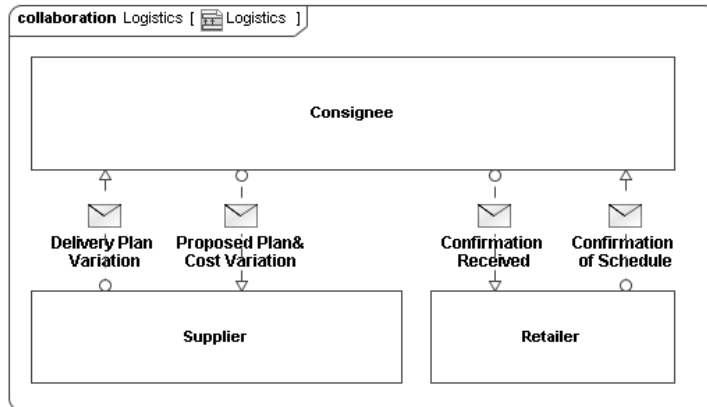 collaboration Logistics [ Logistics ]
Consignee
Delivery Plan
Variation
Proposed Plan&
Cost Variation
Confirmation
Received
Confirmation
of Schedule
Supplier
Retailer